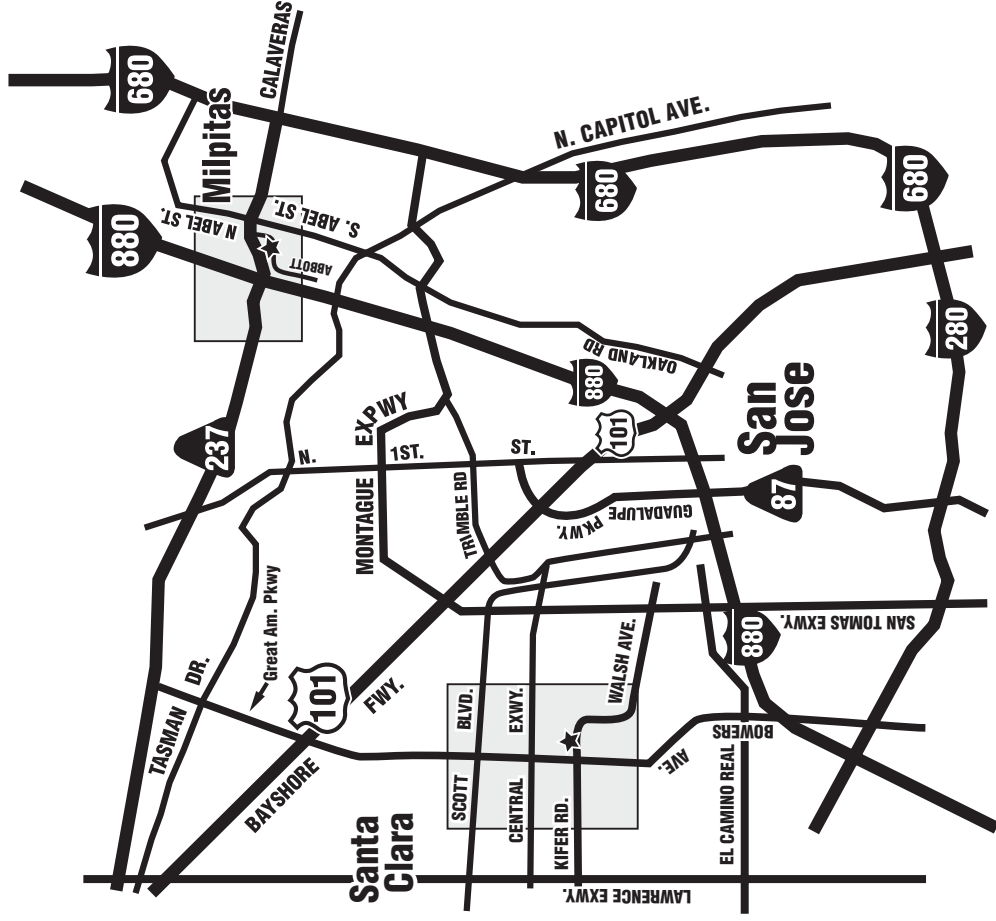 680
CALAVERAS
Milpitas
N. CAPITOL AVE.
680
680
880
N ABEL ST.
S. ABEL ST.
ABBOTT
280
OAKLAND RD
880
237
EXPWY
101
San
Jose
N.
1ST.
ST.
87
MONTAGUE
TRIMBLE RD
PKWY.
GUADALUPE
Great Am. Pkwy
DR.
TASMAN
101
FWY.
BAYSHORE
880
SAN TOMAS EXWY.
WALSH AVE.
BLVD.
EXWY.
BOWERS
AVE.
SCOTT
CENTRAL
KIFER RD.
EL CAMINO REAL
Santa
Clara
LAWRENCE EXWY.